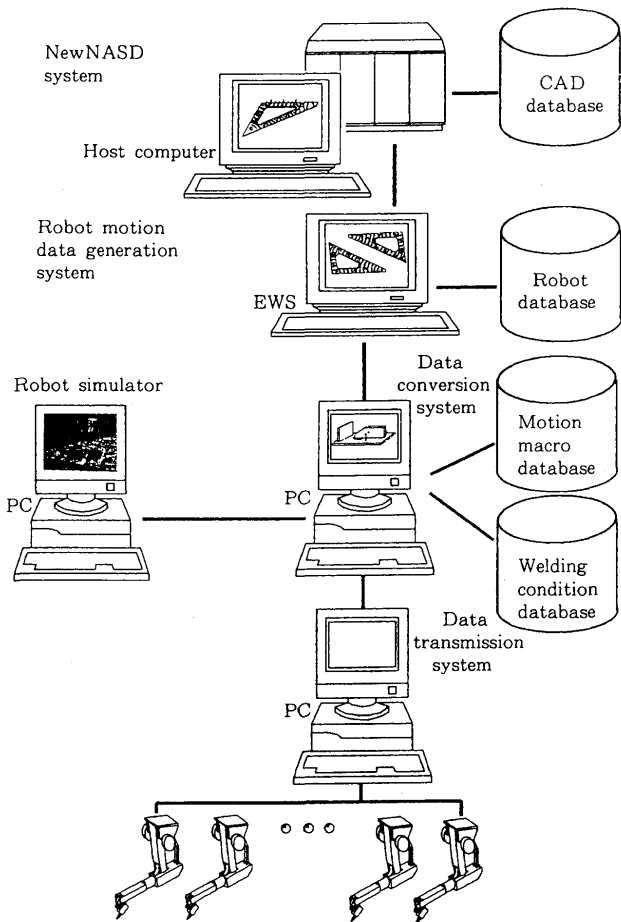 NewNASD
system
CAD
database
Host computer
Robot motion
data generation
system
EWS
Robot
database
Data
conversion
system
Robot simulator
Motion
macro
database
PC
PC
Welding
condition
database
Data
transmission
system
PC